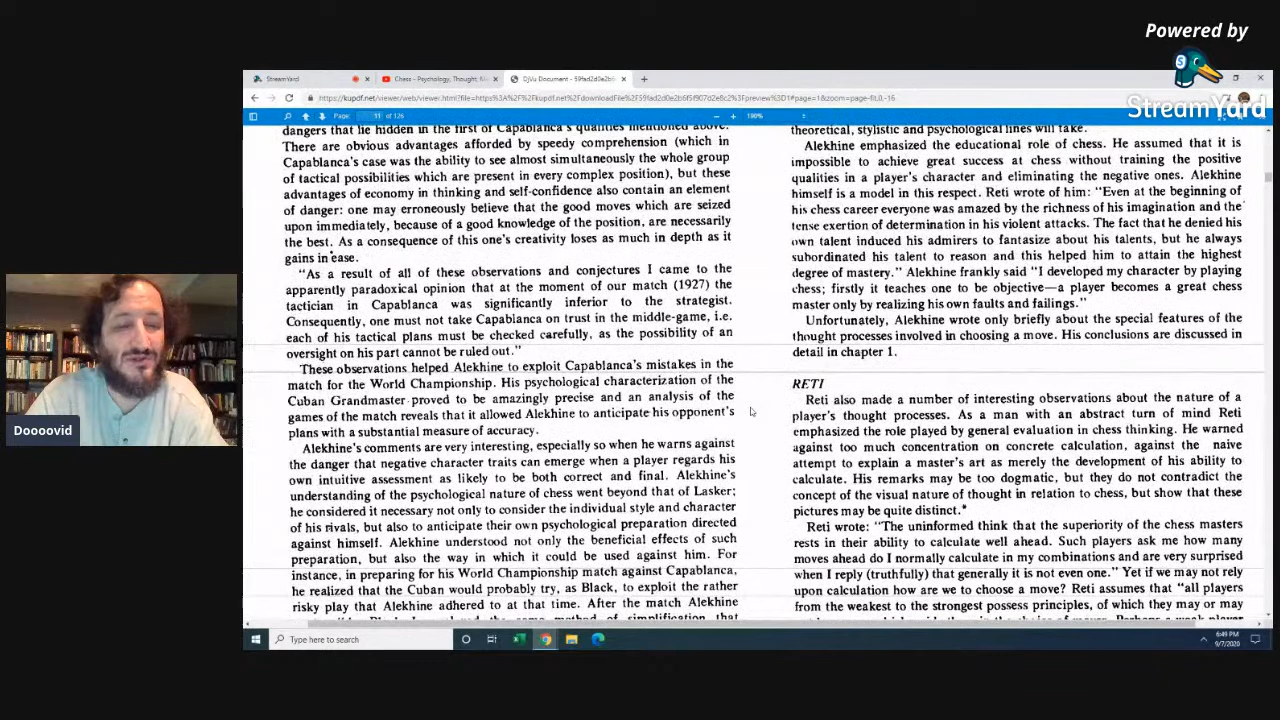 Powered by
StreamYard
StreamYard
Chess - Psychology, Thought,
DjVu Document - 59fad2d0e2b
Page:
11
of 126
190%
dangers that lie hidden in the first of Capablanca's qualities mentioned above.
There are obvious advantages afforded by speedy comprehension (which in
Capablanca's case was the ability to see almost simultaneously the whole group
of tactical possibilities which are present in every complex position), but these
advantages of economy in thinking and self-confidence also contain an element
of danger: one may erroneously believe that the good moves which are seized
upon immediately, because of a good knowledge of the position, are necessarily
the best. As a consequence of this one's creativity loses as much in depth as it
gains in ease.
"As a result of all of these observations and conjectures I came to the
apparently paradoxical opinion that at the moment of our match (1927) the
tactician in Capablanca was significantly inferior to the strategist.
Consequently, one must not take Capablanca on trust in the middle-game, i.e.
each of his tactical plans must be checked carefully, as the possibility of an
oversight on his part cannot be ruled out."
These observations helped Alekhine to exploit Capablanca's mistakes in the
match for the World Championship. His psychological characterization of the
Cuban Grandmaster proved to be amazingly precise and an analysis of the
games of the match reveals that it allowed Alekhine to anticipate his opponent's
plans with a substantial measure of accuracy.
Alekhine's comments are very interesting, especially so when he warns against
the danger that negative character traits can emerge when a player regards his
own intuitive assessment as likely to be both correct and final. Alekhine's
understanding of the psychological nature of chess went beyond that of Lasker;
he considered it necessary not only to consider the individual style and character
of his rivals, but also to anticipate their own psychological preparation directed
against himself. Alekhine understood not only the beneficial effects of such
preparation, but also the way in which it could be used against him. For
instance, in preparing for his World Championship match against Capablanca,
he realized that the Cuban would probably try, as Black, to exploit the rather
risky play that Alekhine adhered to at that time. After the match Alekhine
theoretical, stylistic and psychological lines will take.
Alekhine emphasized the educational role of chess. He assumed that it is
impossible to achieve great success at chess without training the positive
qualities in a player's character and eliminating the negative ones. Alekhine
himself is a model in this respect. Reti wrote of him: "Even at the beginning of
his chess career everyone was amazed by the richness of his imagination and the
tense exertion of determination in his violent attacks. The fact that he denied his
own talent induced his admirers to fantasize about his talents, but he always
subordinated his talent to reason and this helped him to attain the highest
degree of mastery." Alekhine frankly said "I developed my character by playing
chess; firstly it teaches one to be objective—a player becomes a great chess
master only by realizing his own faults and failings."
Unfortunately, Alekhine wrote only briefly about the special features of the
thought processes involved in choosing a move. His conclusions are discussed in
detail in chapter 1.
RETI
Reti also made a number of interesting observations about the nature of a
player's thought processes. As a man with an abstract turn of mind Reti
emphasized the role played by general evaluation in chess thinking. He warned
against too much concentration on concrete calculation, against the naive
attempt to explain a master's art as merely the development of his ability to
calculate. His remarks may be too dogmatic, but they do not contradict the
concept of the visual nature of thought in relation to chess, but show that these
pictures may be quite distinct.*
Reti wrote: "The uninformed think that the superiority of the chess masters
rests in their ability to calculate well ahead. Such players ask me how many
moves ahead do I normally calculate in my combinations and are very surprised
when I reply (truthfully) that generally it is not even one." Yet if we may not rely
upon calculation how are we to choose a move? Reti assumes that "all players
from the weakest to the strongest possess principles, of which they may or may
Doooovid
Type here to search
6:49 PM
9/7/2020